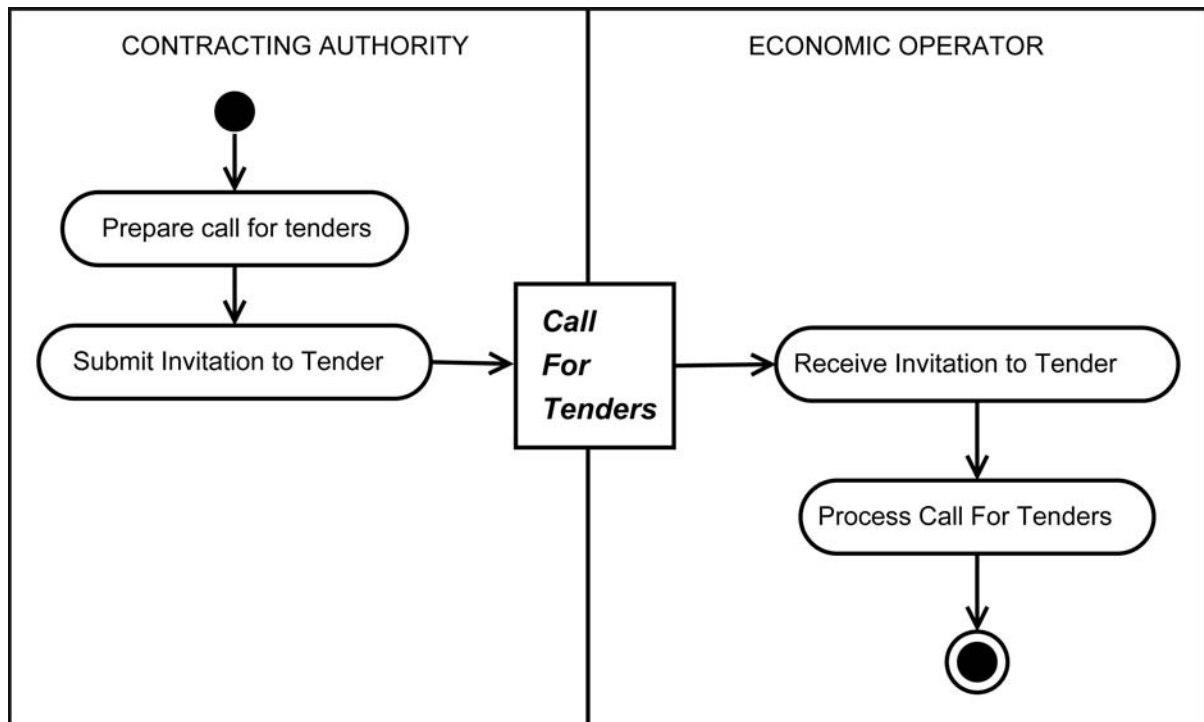 CONTRACTING AUTHORITY
ECONOMIC OPERATOR
Prepare call for tenders
Submit Invitation to Tender
Call
For
Tenders
Receive Invitation to Tender
Process Call For Tenders